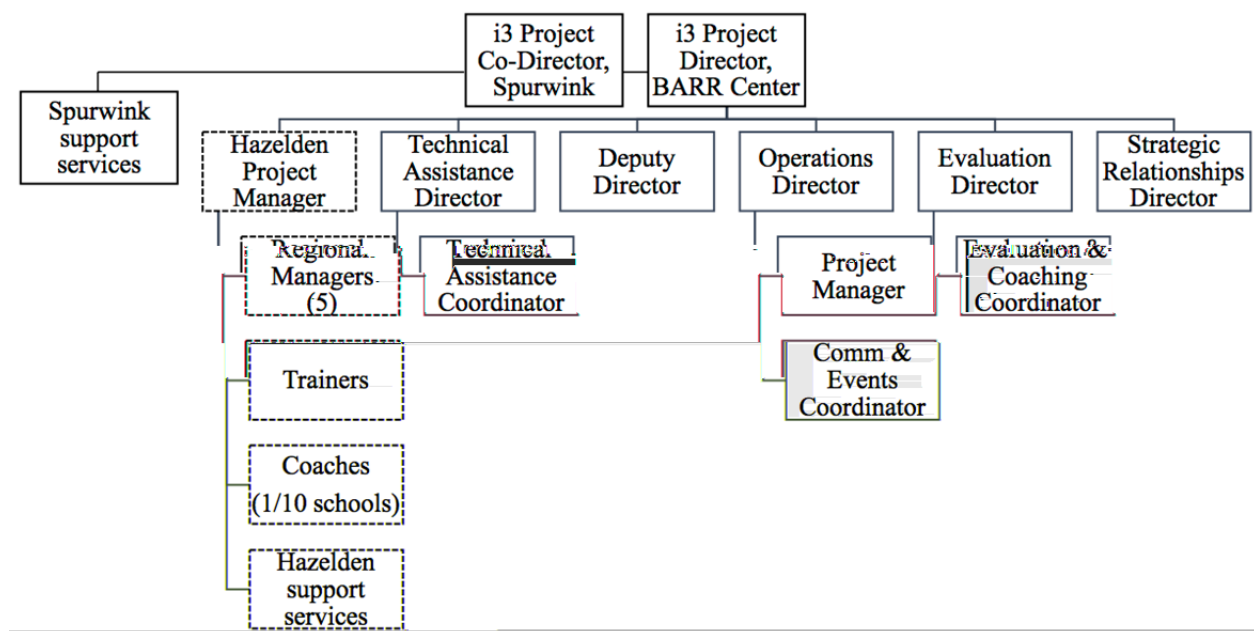 i3 Project
Co-Director,
Spurwink
i3 Project
Director,
BARR Center
Spurwink
support
services
Hazelden
Project
Manager
Technical
Assistance
Director
Deputy
Director
Operations
Director
Evaluation
Director
Strategic
Relationships
Director
Regional
Managers
(5)
Technical
Assistance
Coordinator
Project
Manager
Evaluation &
Coaching
Coordinator
Trainers
Comm &
Events
Coordinator
Coaches
(1/10 schools)
Hazelden
support
services